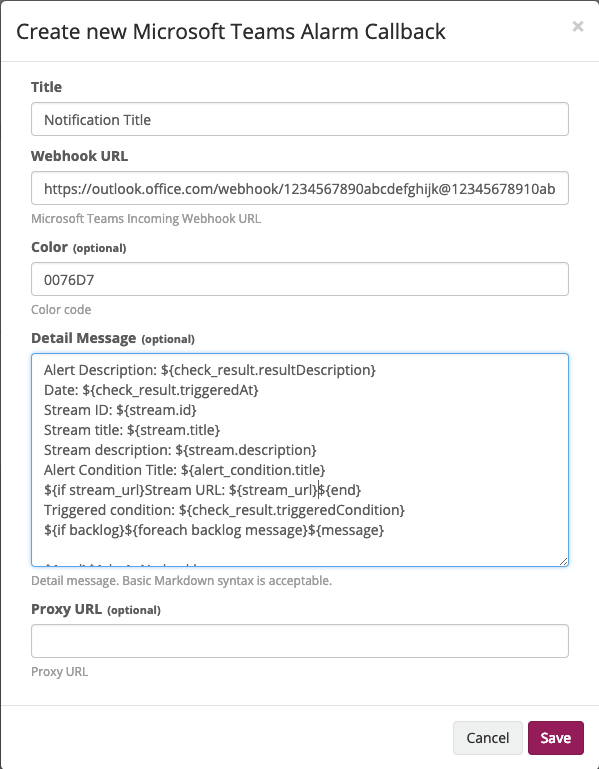 Create new Microsoft Teams Alarm Callback ×
Title
Notification Title
Webhook URL
https://outlook.office.com/webhook/1234567890abcdefghijk@12345678910ab
Microsoft Teams Incoming Webhook URL
Color (optional)
0076D7
Color code
Detail Message (optional)
Alert Description: ${check_result.resultDescription}
Date: ${check_result.triggeredAt}
Stream ID: ${stream.id}
Stream title: ${stream.title}
Stream description: ${stream.description}
Alert Condition Title: ${alert_condition.title}
${if stream_url}Stream URL: ${stream_url}${end}
Triggered condition: ${check_result.triggeredCondition}
${if backlog}${foreach backlog message}${message}
Detail message. Basic Markdown syntax is acceptable.
Proxy URL (optional)
Proxy URL
Cancel Save